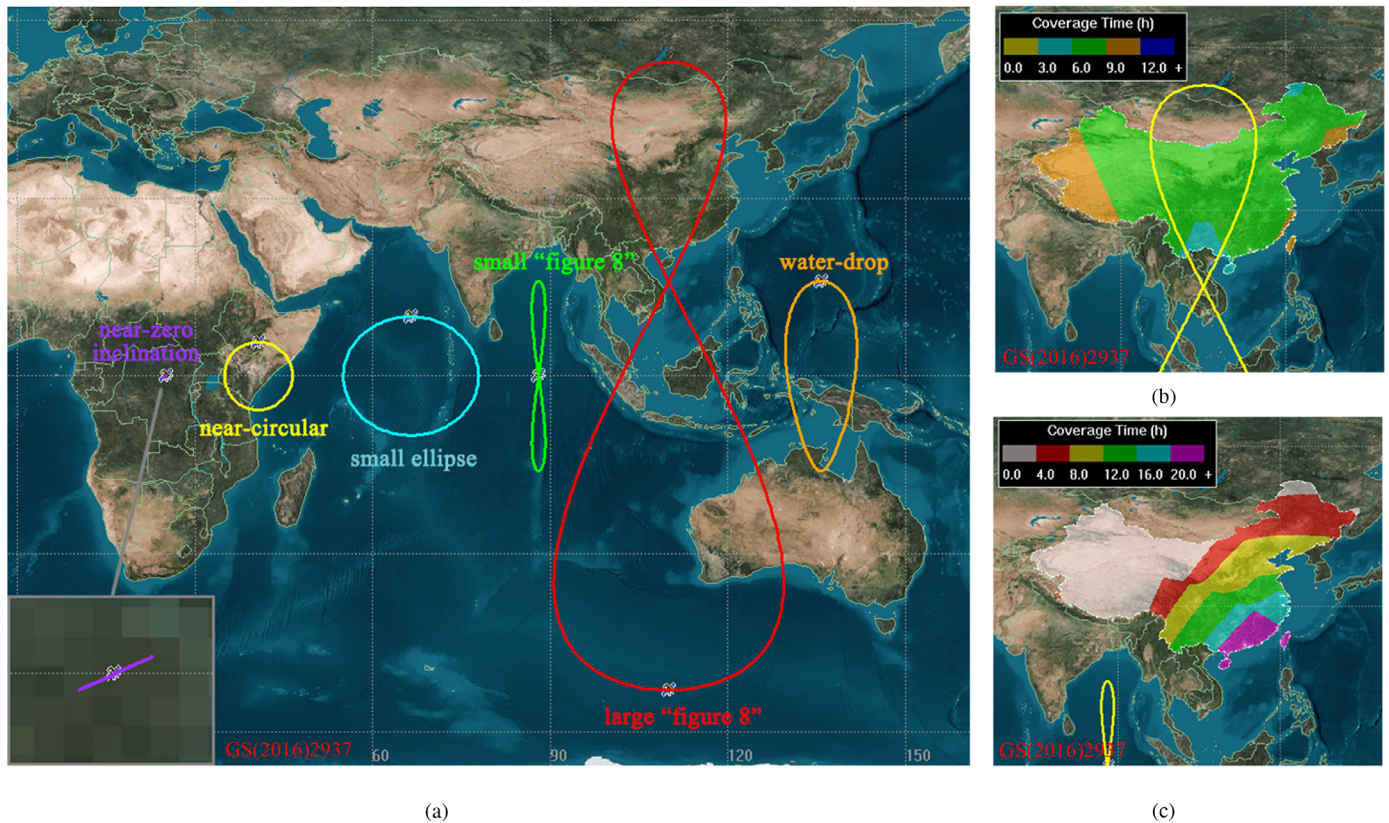 small "figure 8"
water-drop
near-zero
inclination
near-circular
small ellipse
large "figure 8"
GS(2016)2937
60
90
120
150
(a)
Coverage Time (h)
0.0 3.0 6.0 9.0 12.0 +
GS(2016)2937
(b)
Coverage Time (h)
0.0 4.0 8.0 12.0 16.0 20.0 +
GS(2016)2937
(c)